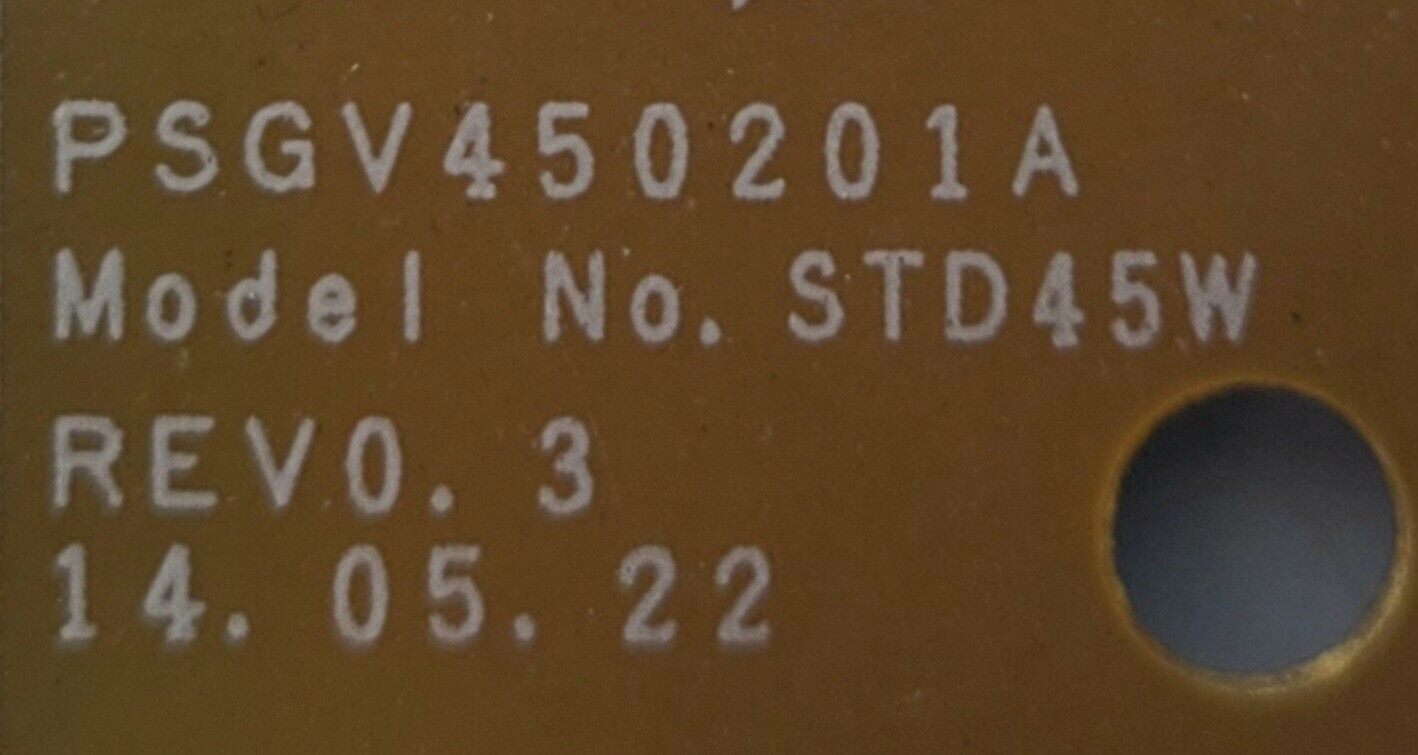 PSGV450201A
Model No. STD45W
REV0. 3
14. 05. 22